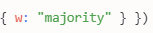 { w: "majority" } })